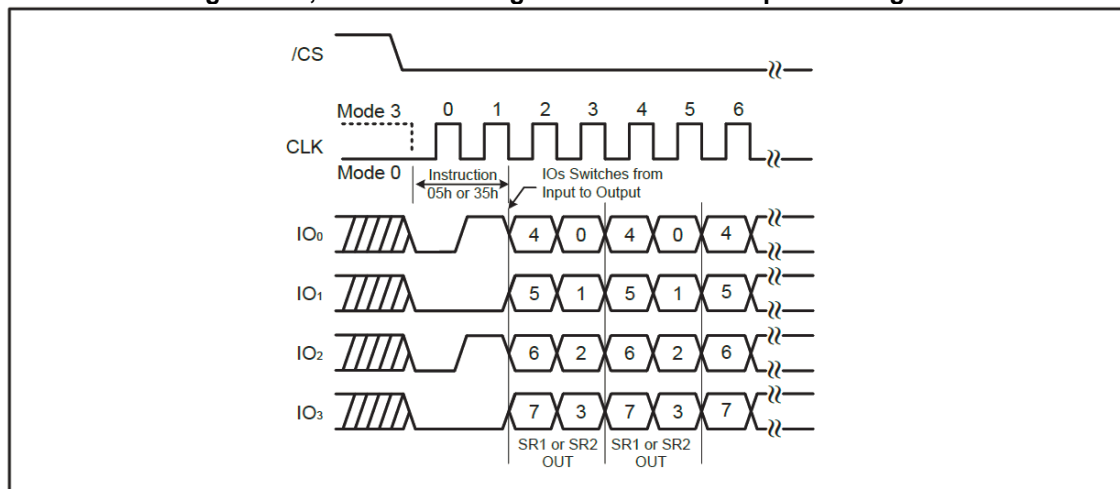 /CS
Mode 3 0 1 2 3 4 5 6
CLK
Mode 0
Instruction
05h or 35h
IOs Switches from
Input to Output
IO0 4 0 4 0 4
IO1 5 1 5 1 5
IO2 6 2 6 2 6
IO3 7 3 7 3 7
SR1 or SR2
OUT
SR1 or SR2
OUT